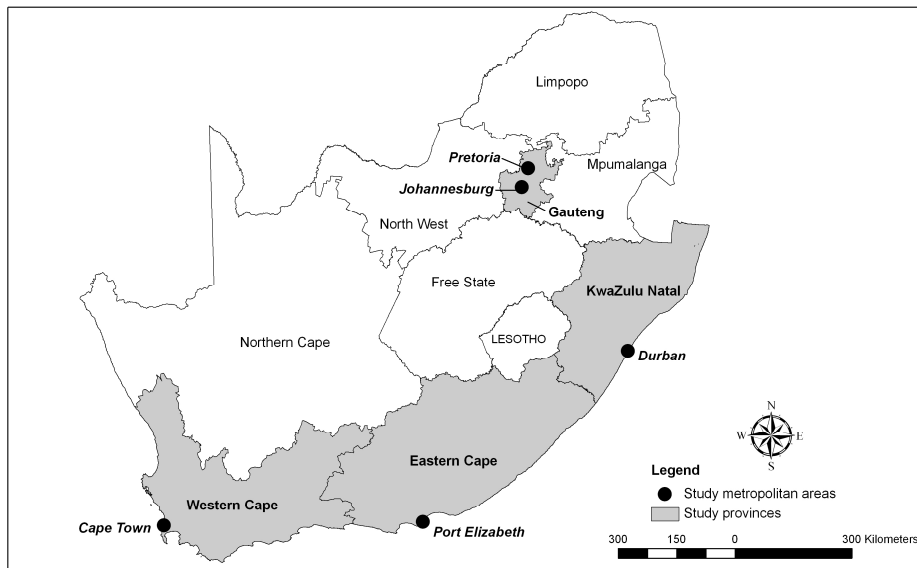 Limpopo
Pretoria
Mpumalanga
Johannesburg
Gauteng
North West
Free State
KwaZulu Natal
LESOTHO
Northern Cape
Durban
N
W E
S
Eastern Cape
Legend
Western Cape
Study metropolitan areas
Study provinces
Cape Town
Port Elizabeth
300 150 0 300 Kilometers